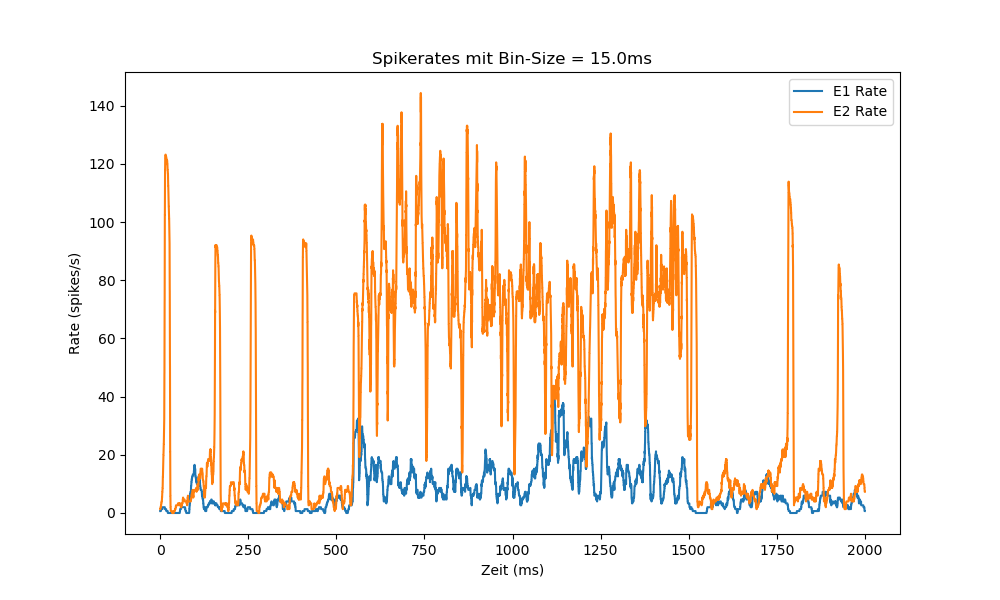 Spikerates mit Bin-Size = 15.0ms
E1 Rate
E2 Rate
Rate (spikes/s)
140
120
100
80
60
40
20
0
0 250 500 750 1000 1250 1500 1750 2000
Zeit (ms)